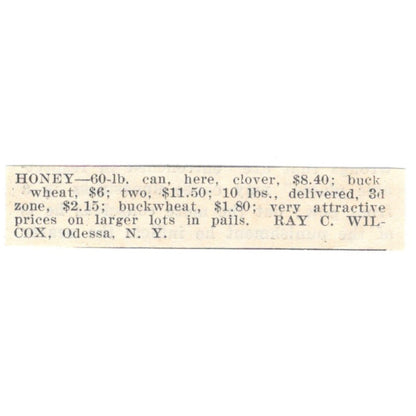 HONEY—60-lb. can, here, clover, $8.40; buck
wheat, $6; two, $11.50; 10 lbs., delivered, 3d
zone, $2.15; buckwheat, $1.80; very attractive
prices on larger lots in pails. RAY C. WIL-
COX, Odessa, N. Y.